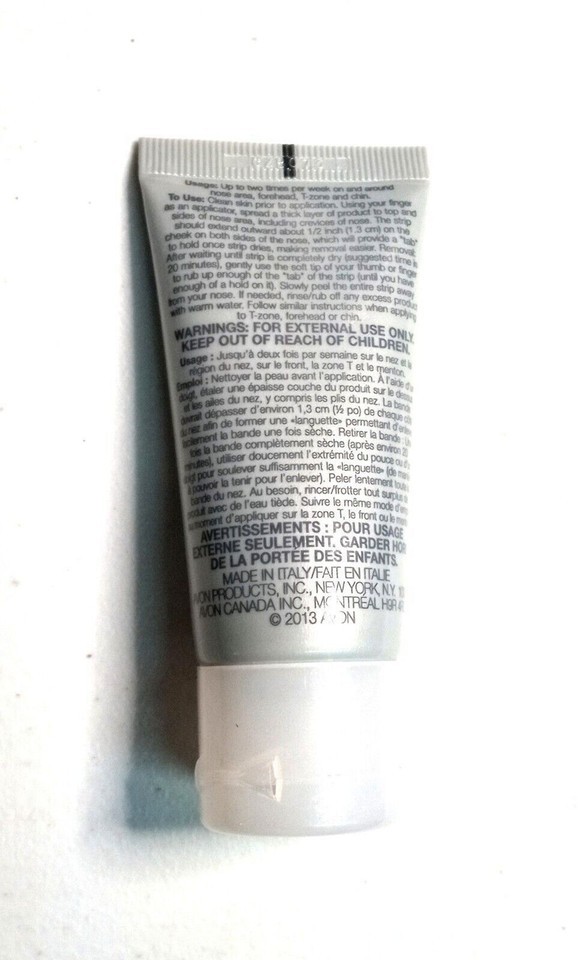 Usage: Up to two times per week on and around
nose area, forehead, T-zone and chin.
To Use: Clean skin prior to application. Using your finger
as an applicator, spread a thick layer of product to top and
sides of nose area, including crevices of nose. The strip
should extend outward about 1/2 inch (1.3 cm) on the
cheek on both sides of the nose, which will provide a "tab"
to hold once strip dries, making removal easier. Removal:
After waiting until strip is completely dry (suggested time is
20 minutes), gently use the soft tip of your thumb or finger
to rub up enough of the "tab" of the strip (until you have
enough of a hold on it). Slowly peel the entire strip away
from your nose. If needed, rinse/rub off any excess product
with warm water. Follow similar instructions when applying
to T-zone, forehead or chin.
WARNINGS: FOR EXTERNAL USE ONLY.
KEEP OUT OF REACH OF CHILDREN.
Usage : Jusqu'à deux fois par semaine sur le nez et
région du nez, sur le front, la zone T et le menton.
Emploi : Nettoyer la peau avant l'application. À l'aide d'
doigt, étaler une épaisse couche du produit sur le
et les ailes du nez, y compris les plis du nez. La bande
devrait dépasser d'environ 1,3 cm (½ po) de chaque
du nez afin de former une «languette» permettant
facilement la bande une fois sèche. Retirer la bande :
fois la bande complètement sèche (après environ 20
minutes), utiliser doucement l'extrémité du pouce ou
pour soulever suffisamment la «languette» (de
pouvoir la tenir pour l'enlever). Peler lentement
bande du nez. Au besoin, rincer/frotter tout surplus
avec de l'eau tiède. Suivre le même mode
moment d'appliquer sur la zone T, le front ou le
AVERTISSEMENTS : POUR USAGE
EXTERNE SEULEMENT. GARDER HOR
DE LA PORTÉE DES ENFANTS.
MADE IN ITALY/FAIT EN ITALIE
AVON PRODUCTS, INC., NEW YORK, N.Y.
AVON CANADA INC., MONTRÉAL H9R
© 2013 AVON